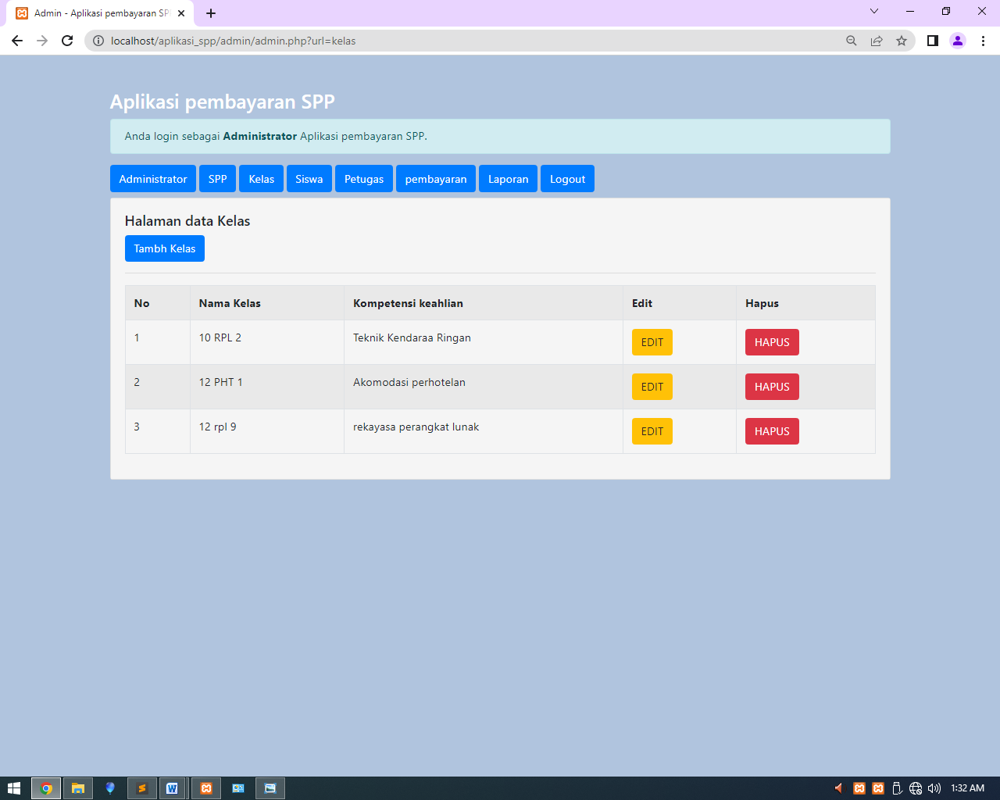 Admin - Aplikasi pembayaran SP
localhost/aplikasi_spp/admin/admin.php?url=kelas
Aplikasi pembayaran SPP
Anda login sebagai Administrator Aplikasi pembayaran SPP.
Administrator SPP Kelas Siswa Petugas pembayaran Laporan Logout
Halaman data Kelas
Tambh Kelas
No Nama Kelas Kompetensi keahlian Edit Hapus
1 10 RPL 2 Teknik Kendaraa Ringan EDIT HAPUS
2 12 PHT 1 Akomodasi perhotelan EDIT HAPUS
3 12 rpl 9 rekayasa perangkat lunak EDIT HAPUS
1:32 AM